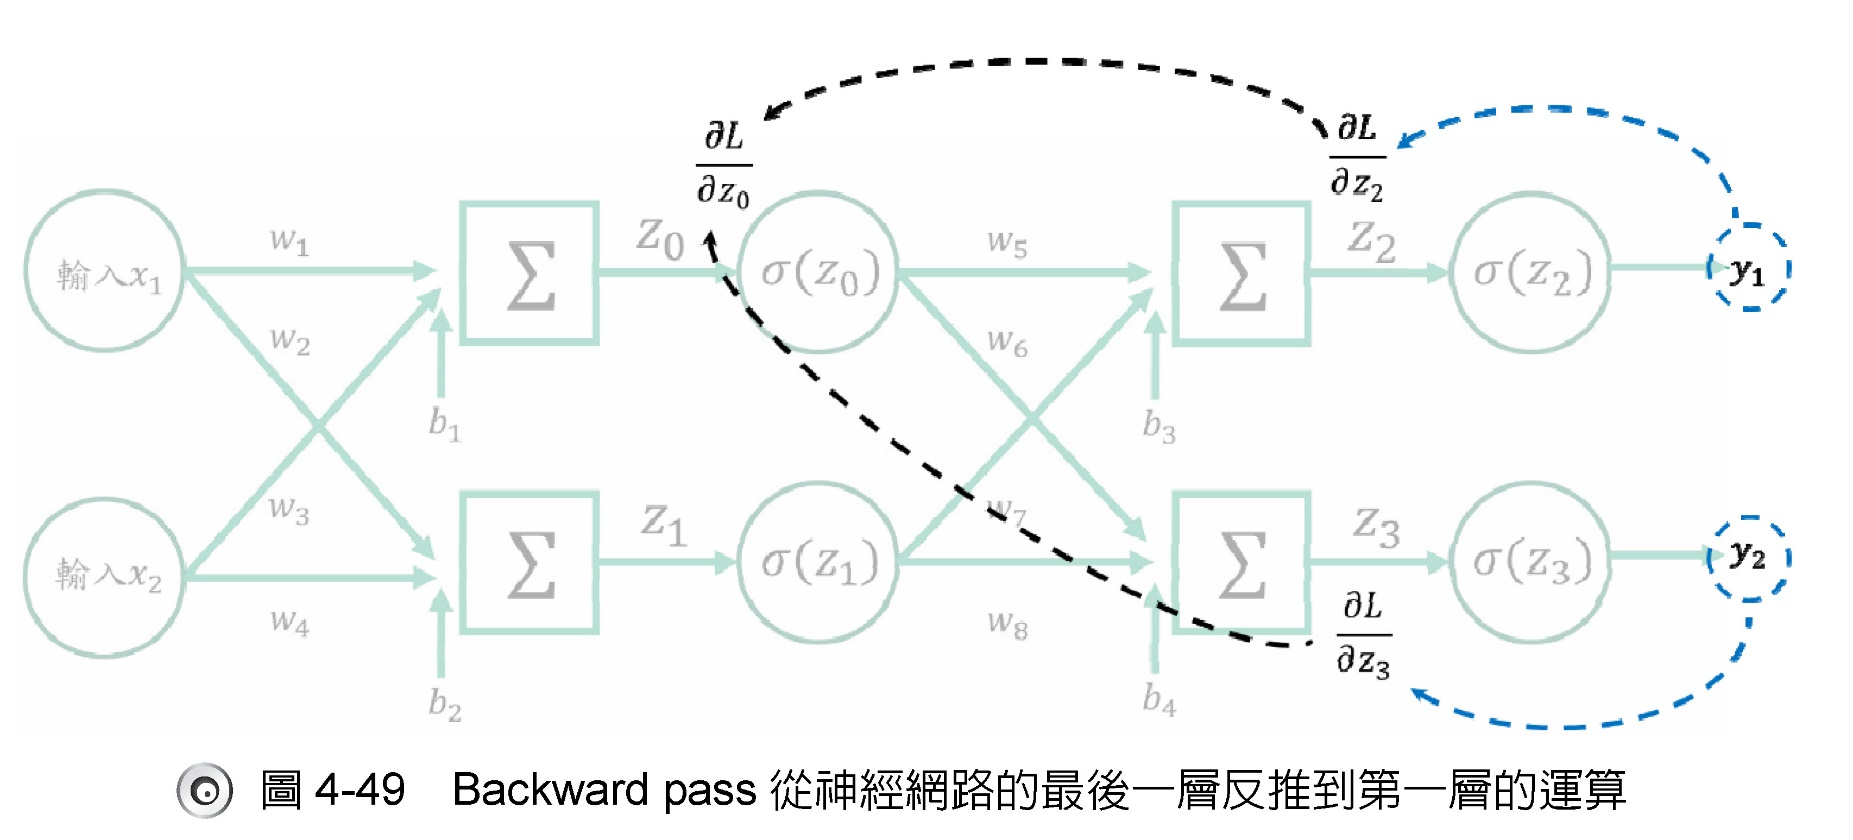 ∂L/∂z₀
∂L/∂z₂
輸入x₁
w₁
Σ
Z₀
σ(z₀)
w₅
Σ
Z₂
σ(z₂)
y₁
w₂
w₆
b₁
b₃
輸入x₂
w₃
Σ
Z₁
σ(z₁)
w₇
Σ
Z₃
σ(z₃)
y₂
w₄
w₈
∂L/∂z₃
b₂
b₄
圖 4-49 Backward pass 從神經網路的最後一層反推到第一層的運算